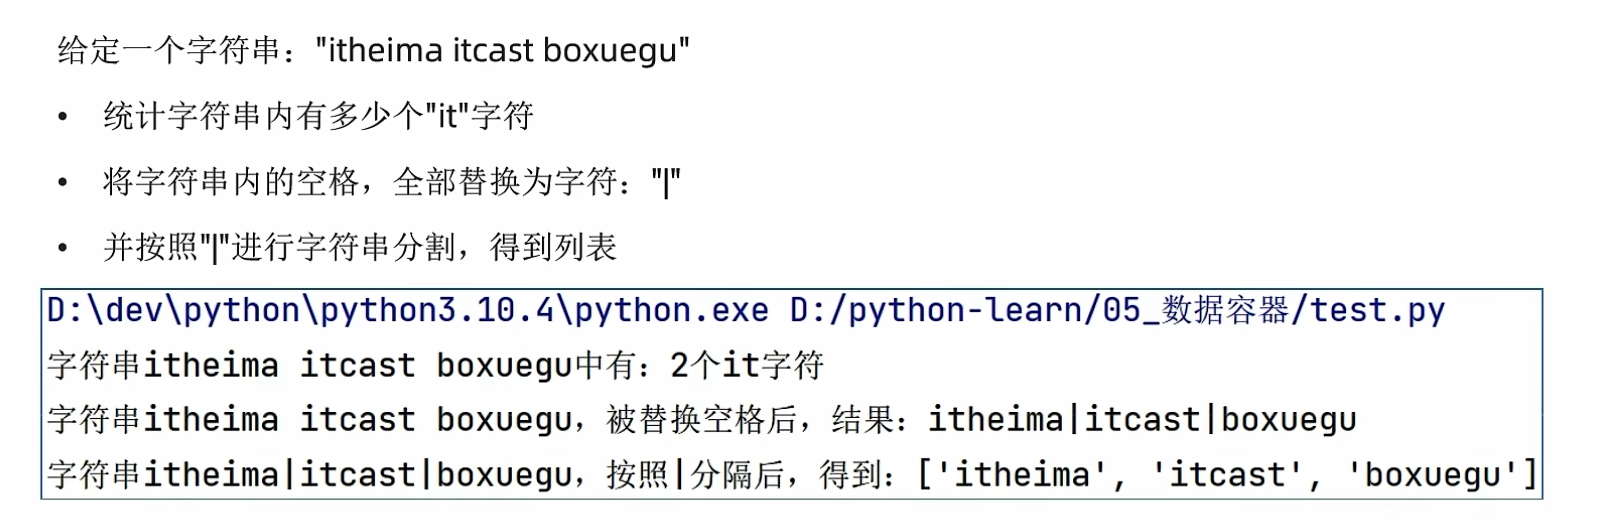 给定一个字符串："itheima itcast boxuegu"
• 统计字符串内有多少个"it"字符
• 将字符串内的空格，全部替换为字符："|"
• 并按照"|"进行字符串分割，得到列表
D:\dev\python\python3.10.4\python.exe D:/python-learn/05_数据容器/test.py
字符串itheima itcast boxuegu中有：2个it字符
字符串itheima itcast boxuegu，被替换空格后，结果：itheima|itcast|boxuegu
字符串itheima|itcast|boxuegu，按照|分隔后，得到：['itheima', 'itcast', 'boxuegu']